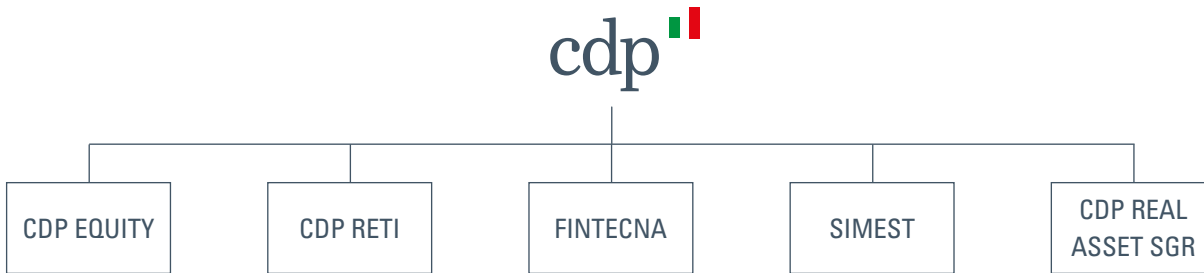 cdp
CDP EQUITY
CDP RETI
FINTECNA
SIMEST
CDP REAL
ASSET SGR